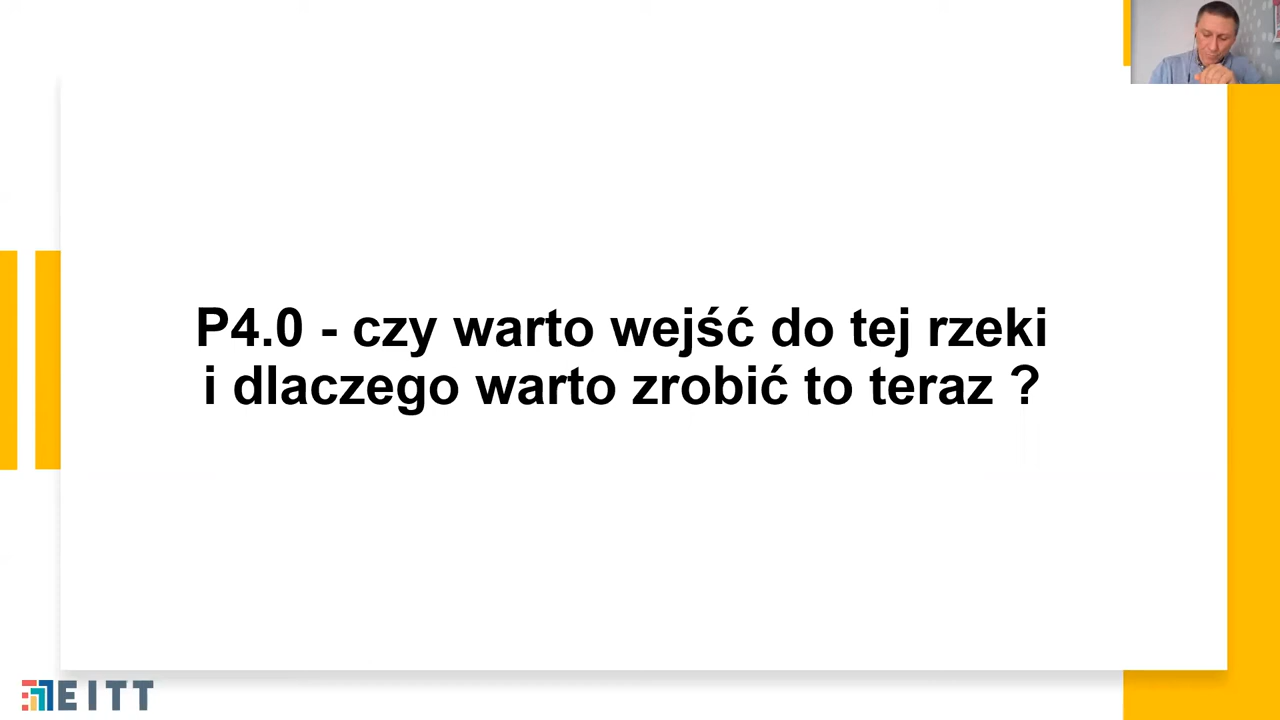 P4.0 - czy warto wejść do tej rzeki
i dlaczego warto zrobić to teraz ?
EITT